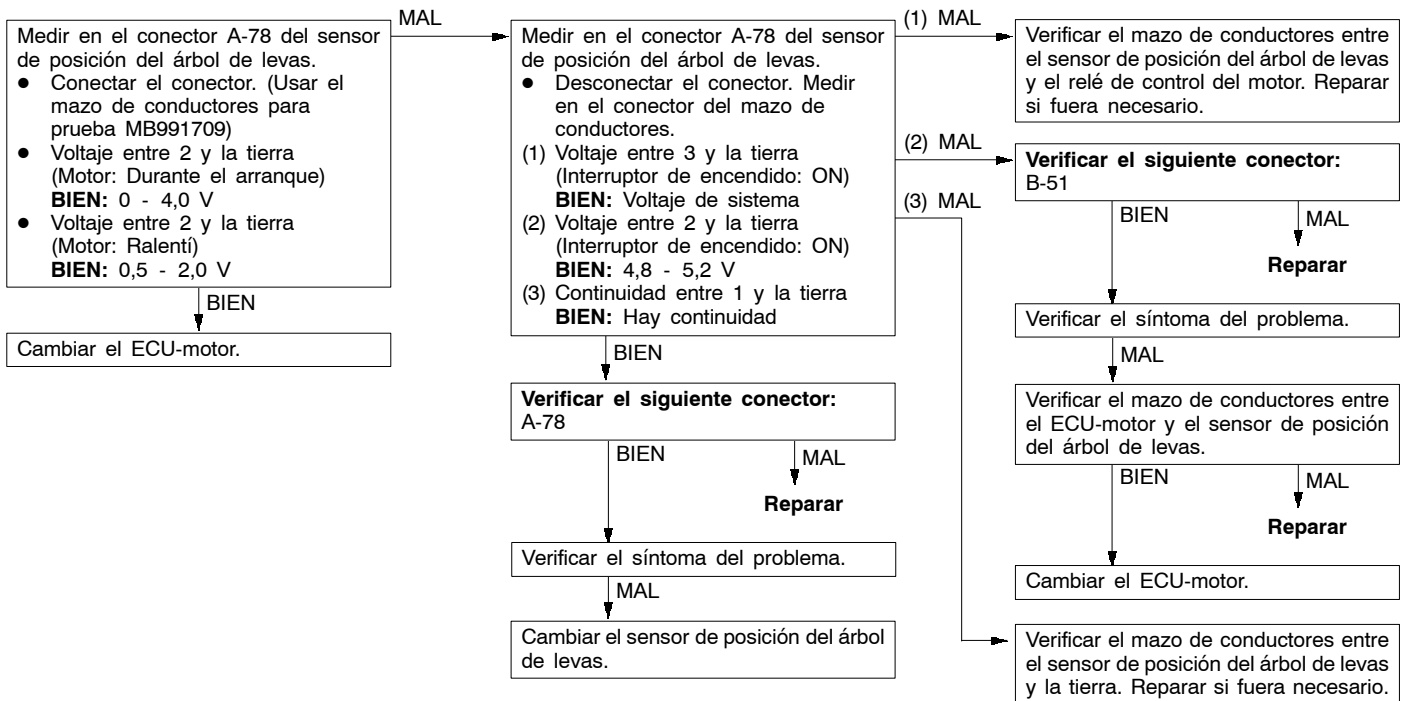 MAL
Medir en el conector A-78 del sensor
de posición del árbol de levas.
● Conectar el conector. (Usar el
mazo de conductores para
prueba MB991709)
● Voltaje entre 2 y la tierra
(Motor: Durante el arranque)
BIEN: 0 - 4,0 V
● Voltaje entre 2 y la tierra
(Motor: Ralentí)
BIEN: 0,5 - 2,0 V
BIEN
Cambiar el ECU-motor.
Medir en el conector A-78 del sensor
de posición del árbol de levas.
● Desconectar el conector. Medir
en el conector del mazo de
conductores.
(1) Voltaje entre 3 y la tierra
(Interruptor de encendido: ON)
BIEN: Voltaje de sistema
(2) Voltaje entre 2 y la tierra
(Interruptor de encendido: ON)
BIEN: 4,8 - 5,2 V
(3) Continuidad entre 1 y la tierra
BIEN: Hay continuidad
BIEN
Verificar el siguiente conector:
A-78
BIEN
MAL
Reparar
Verificar el síntoma del problema.
MAL
Cambiar el sensor de posición del árbol
de levas.
(1) MAL
Verificar el mazo de conductores entre
el sensor de posición del árbol de levas
y el relé de control del motor. Reparar
si fuera necesario.
(2) MAL
Verificar el siguiente conector:
B-51
(3) MAL
BIEN
MAL
Reparar
Verificar el síntoma del problema.
MAL
Verificar el mazo de conductores entre
el ECU-motor y el sensor de posición
del árbol de levas.
BIEN
MAL
Reparar
Cambiar el ECU-motor.
Verificar el mazo de conductores entre
el sensor de posición del árbol de levas
y la tierra. Reparar si fuera necesario.